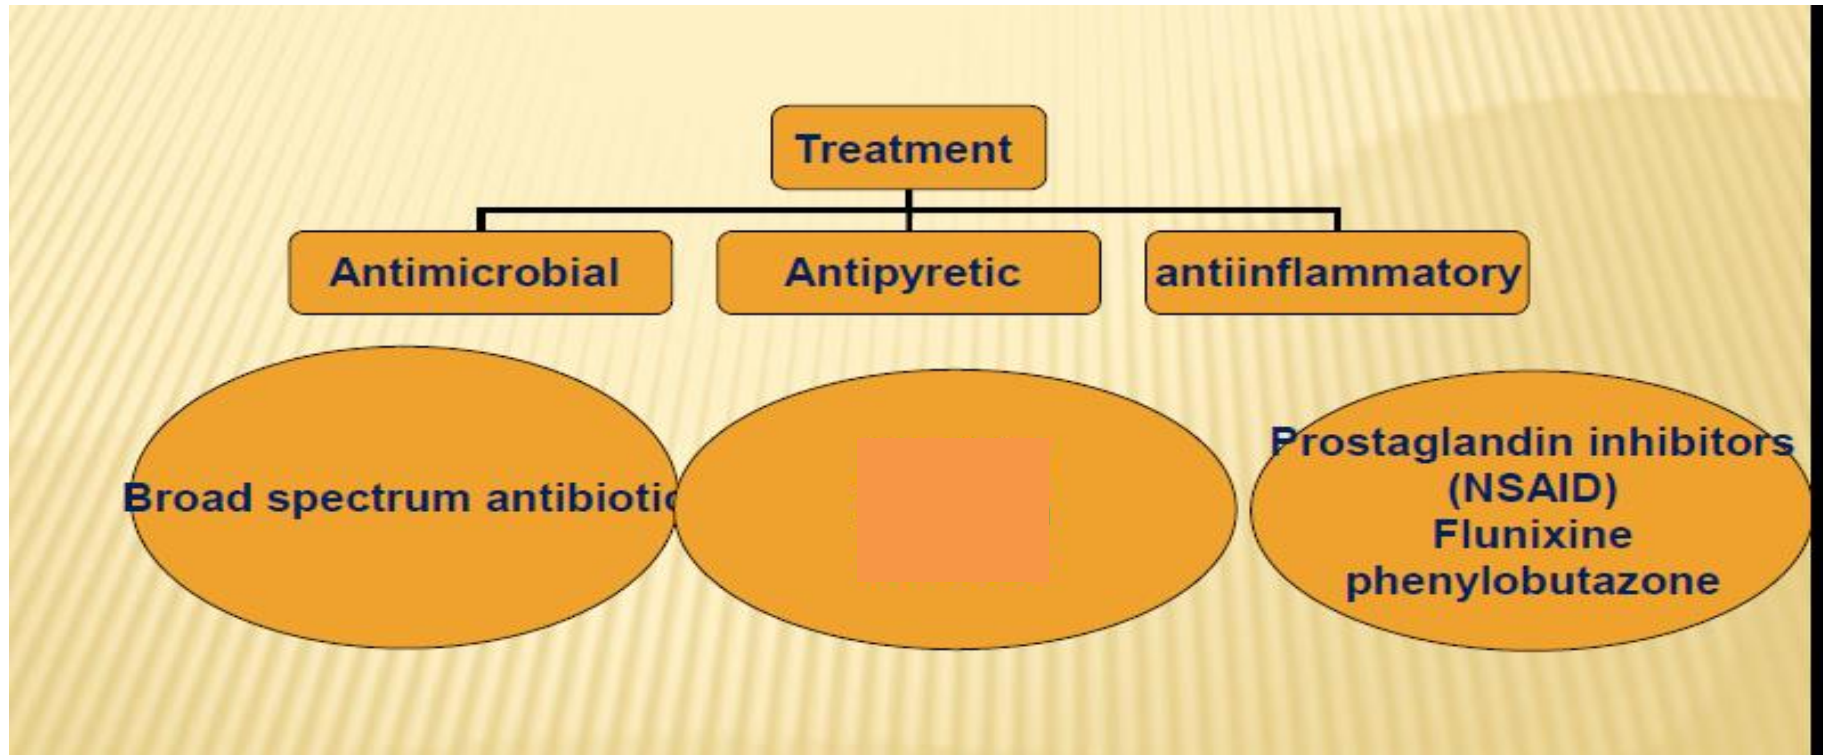 Treatment
Antimicrobial
Antipyretic
antiinflammatory
Broad spectrum antibiotic
Prostaglandin inhibitors
(NSAID)
Flunixine
phenylobutazone